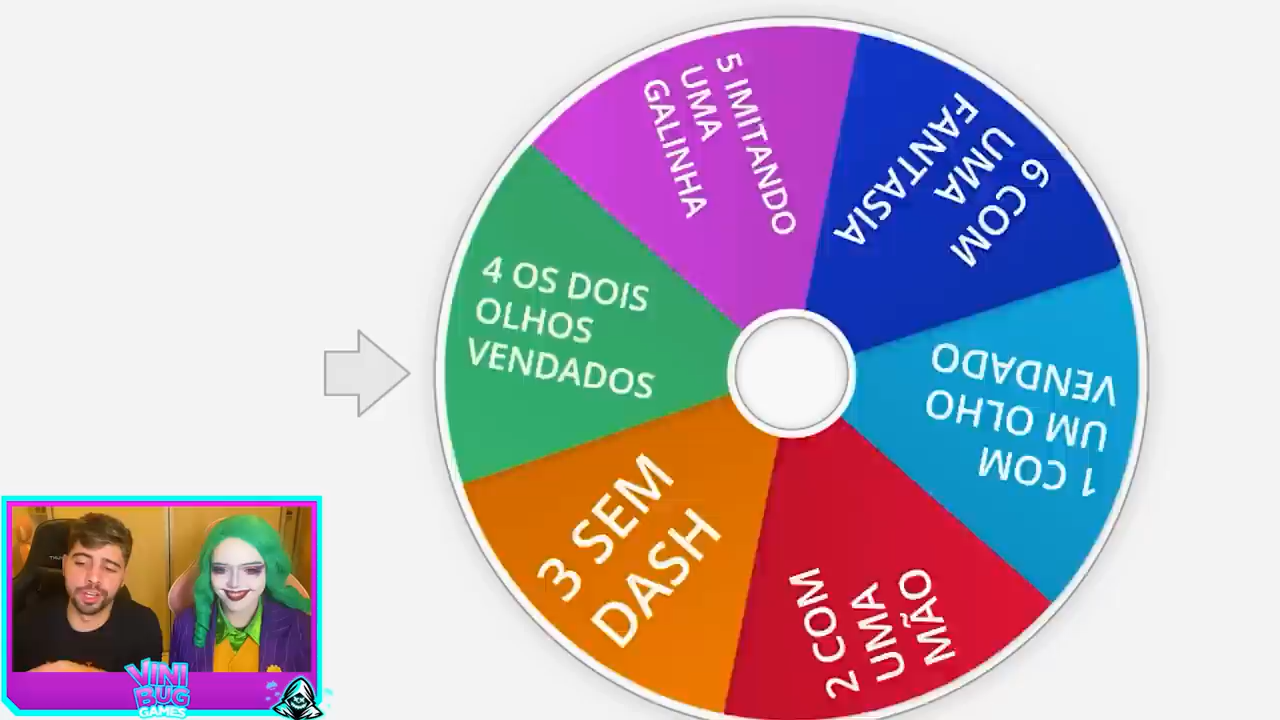 5 IMITANDO
UMA
GALINHA
6 COM
UMA
FANTASIA
4 OS DOIS
OLHOS
VENDADOS
1 COM
UM OLHO
VENDADO
3 SEM
DASH
2 COM
UMA
MÃO
VINI
BUG
GAMES